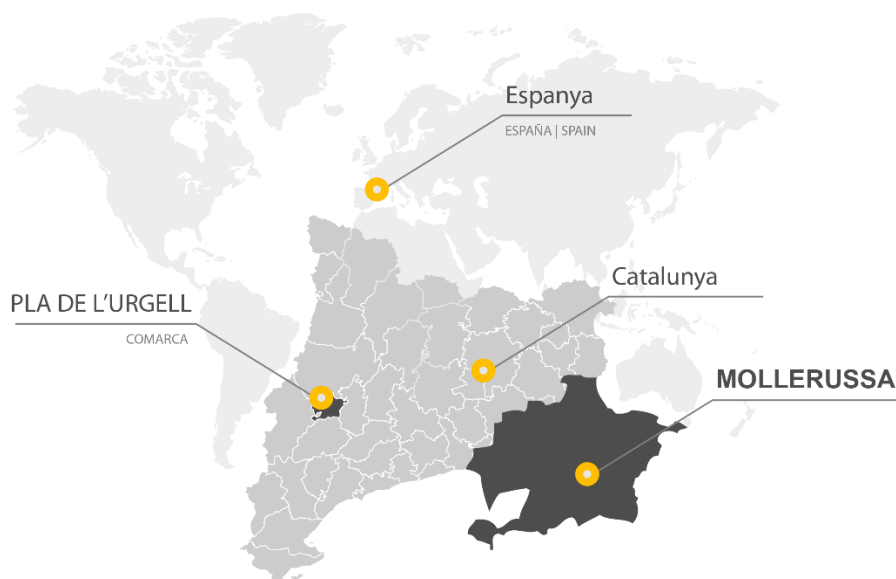 Espanya
ESPAÑA | SPAIN
Catalunya
PLA DE L'URGELL
COMARCA
MOLLERUSSA